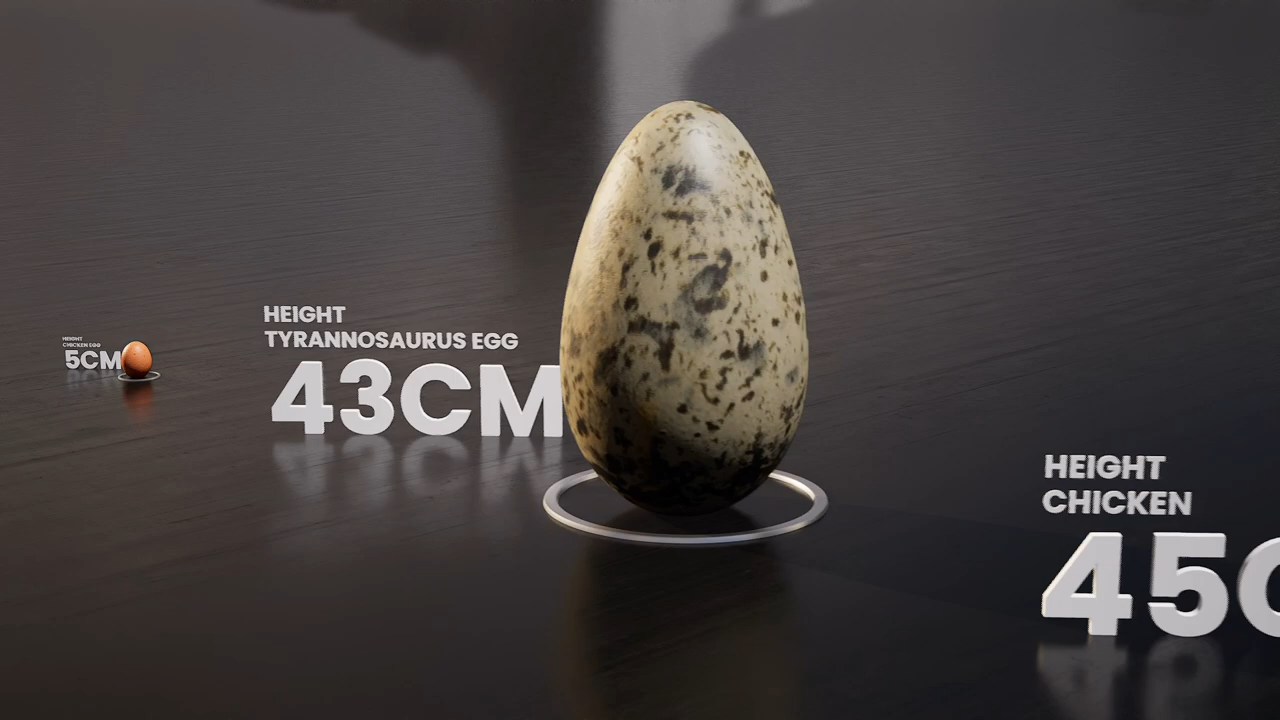 HEIGHT
CHICKEN EGG
5CM
HEIGHT
TYRANNOSAURUS EGG
43CM
HEIGHT
CHICKEN
45C